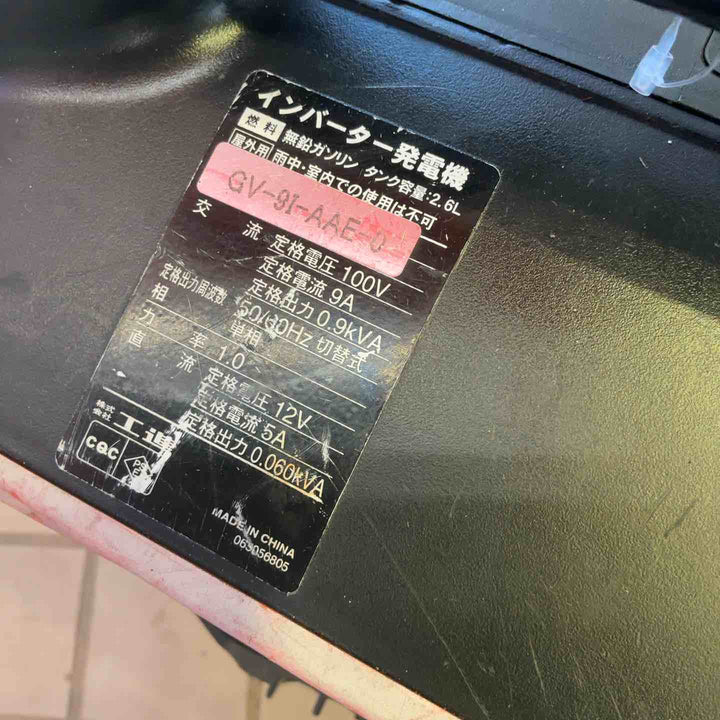 インバーター発電機
燃料 無鉛ガソリン タンク容量:2.6L
屋外用 雨中・室内での使用は不可
GV-9I-AAE-0
交流 定格電圧 100V
定格電流 9A
定格出力 0.9kVA
定格出力周波数 50/60Hz 切替式
相 単相
力率 1.0
直流 定格電圧 12V
定格電流 5A
定格出力 0.060kVA
株式会社 工進
cec
MADE IN CHINA
063056805